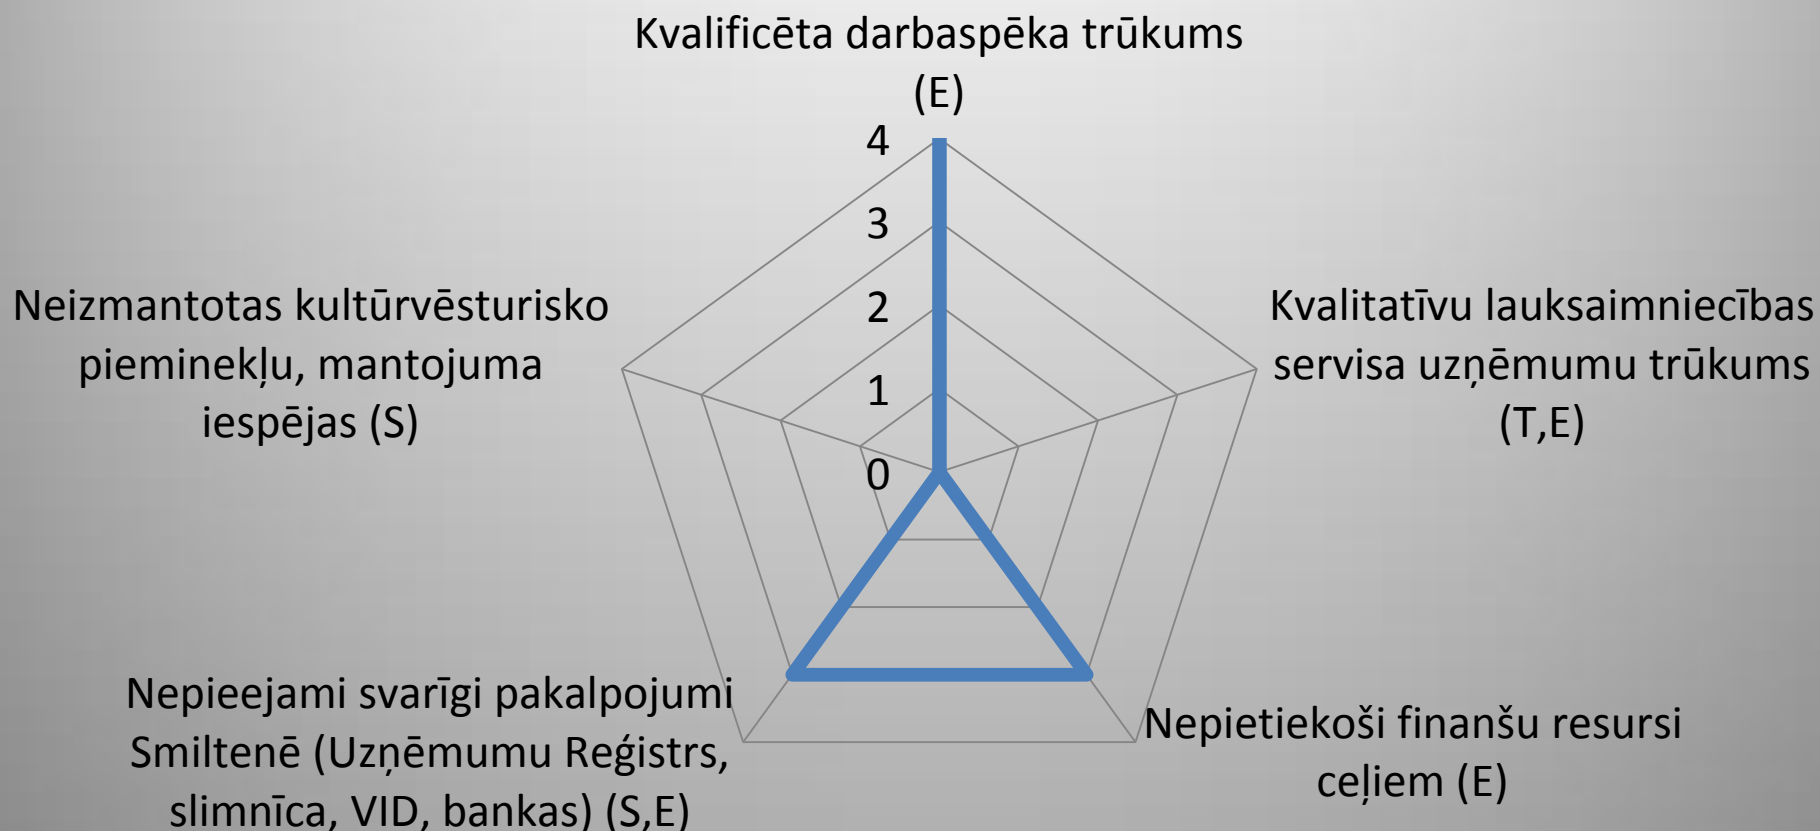 Kvalificēta darbaspēka trūkums
(E)
4
3
2
1
0
Kvalitatīvu lauksaimniecības
servisa uzņēmumu trūkums
(T,E)
Nepietiekoši finanšu resursi
ceļiem (E)
Nepieejami svarīgi pakalpojumi
Smiltenē (Uzņēmumu Reģistrs,
slimnīca, VID, bankas) (S,E)
Neizmantotas kultūrvēsturisko
pieminekļu, mantojuma
iespējas (S)